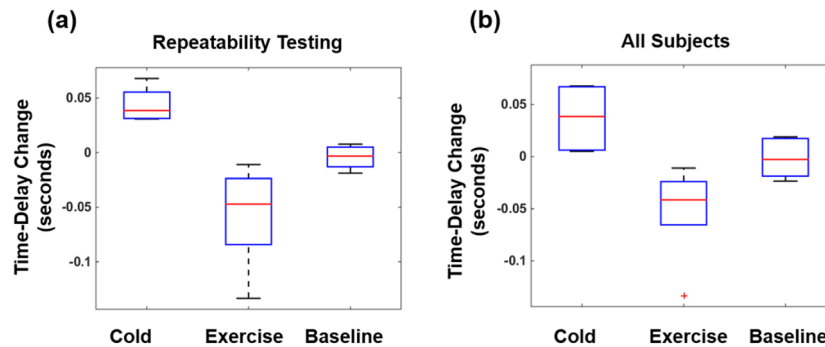 (a)
Repeatability Testing
Time-Delay Change
(seconds)
0.05
0
-0.05
-0.1
Cold Exercise Baseline
(b)
All Subjects
Time-Delay Change
(seconds)
0.05
0
-0.05
-0.1
Cold Exercise Baseline